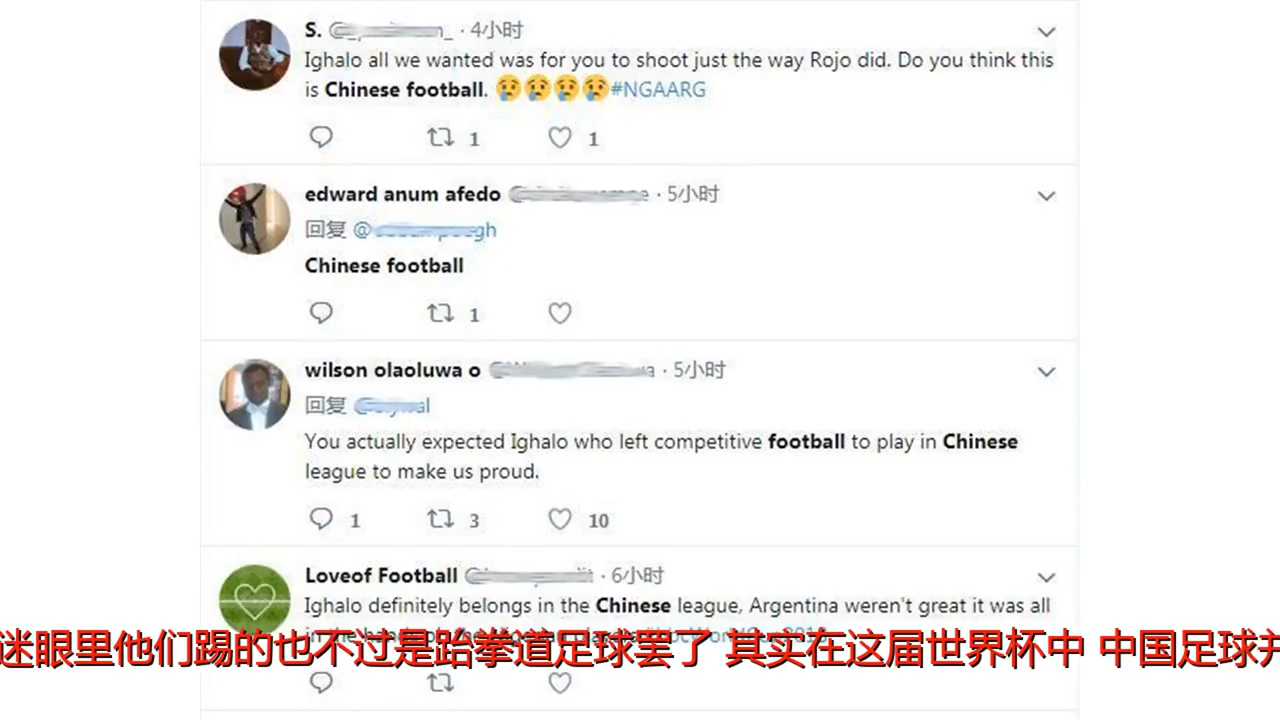 S. · 4小时
Ighalo all we wanted was for you to shoot just the way Rojo did. Do you think this
is Chinese football. 😢😢😢😢#NGAARG
1 1
edward anum afedo · 5小时
回复 @
Chinese football
1
wilson olaoluwa o · 5小时
回复
You actually expected Ighalo who left competitive football to play in Chinese
league to make us proud.
1 3 10
Loveof Football · 6小时
Ighalo definitely belongs in the Chinese league, Argentina weren't great it was all
in the hands
迷眼里他们踢的也不过是跆拳道足球罢了 其实在这届世界杯中 中国足球并